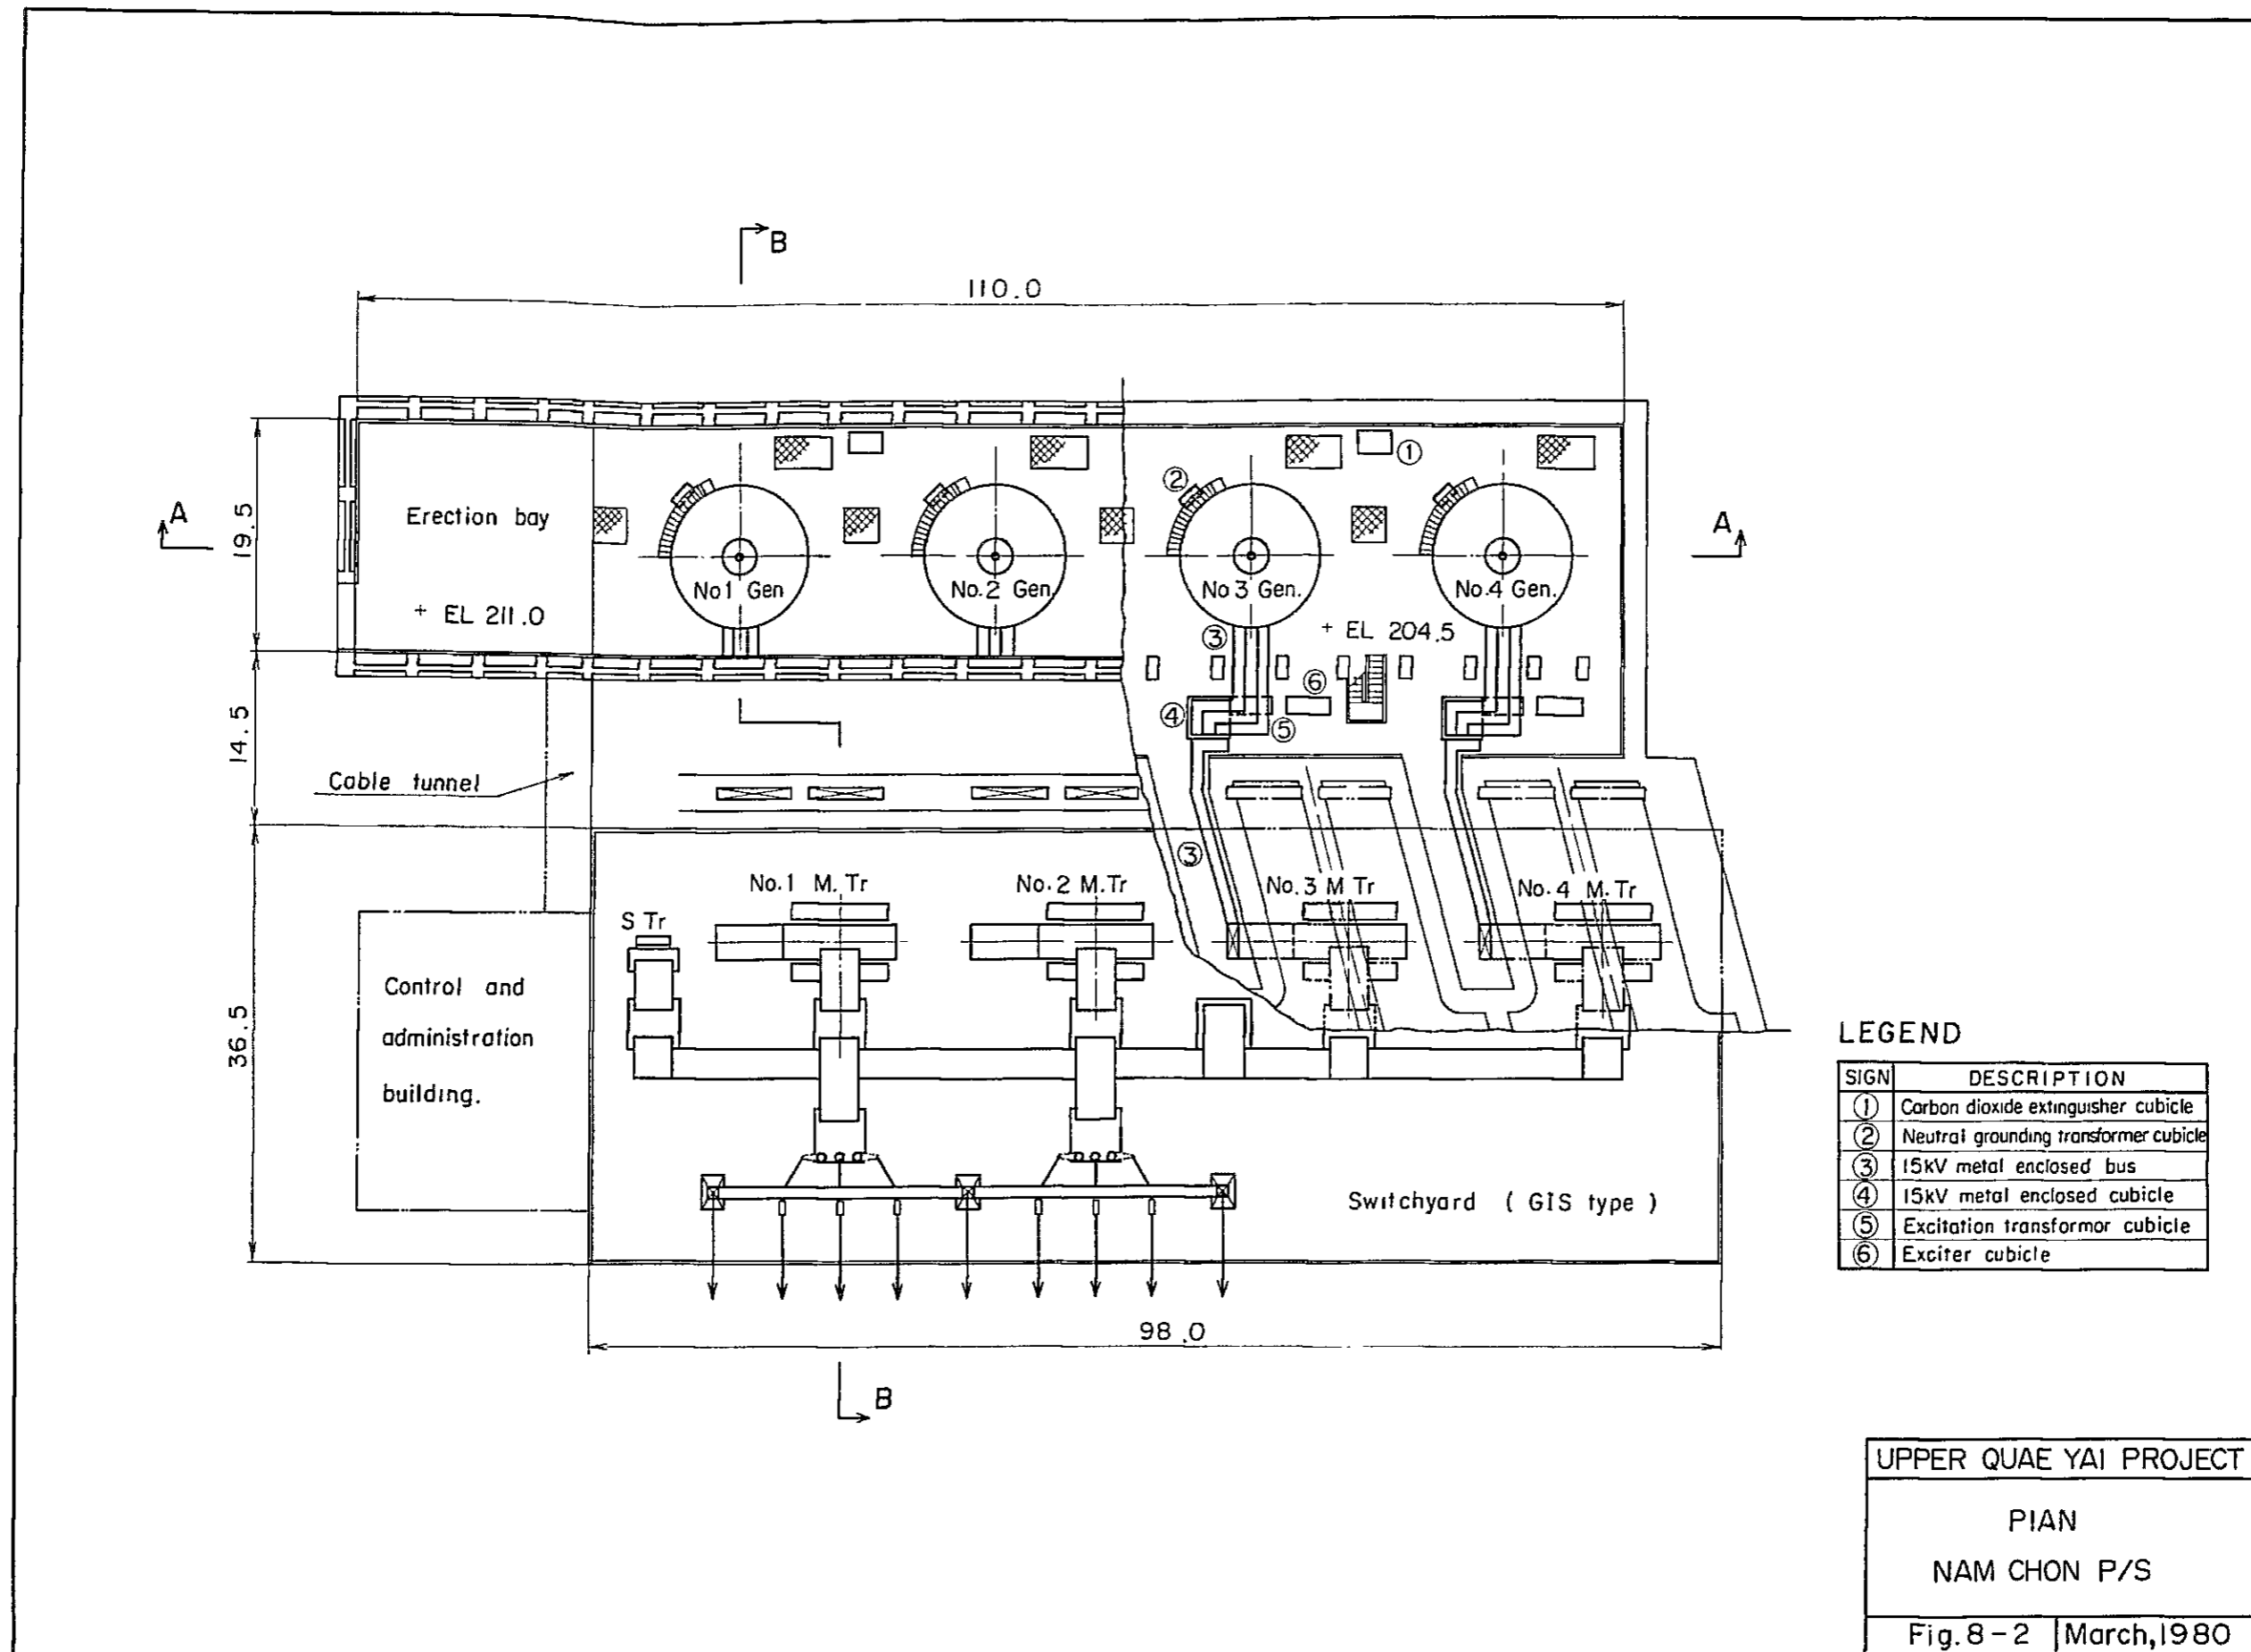 B
110.0
A
19.5
Erection bay
+ EL 211.0
No1 Gen
No.2 Gen.
①
②
No 3 Gen.
No.4 Gen.
A
③
+ EL 204.5
⑥
④
⑤
14.5
Cable tunnel
③
No.1 M. Tr
No.2 M.Tr
No.3 M Tr
No. 4 M. Tr
S Tr
36.5
Control and
administration
building.
Switchyard ( GIS type )
98.0
B
LEGEND
SIGN DESCRIPTION
① Carbon dioxide extinguisher cubicle
② Neutral grounding transformer cubicle
③ 15kV metal enclosed bus
④ 15kV metal enclosed cubicle
⑤ Excitation transformor cubicle
⑥ Exciter cubicle
UPPER QUAE YAI PROJECT
PIAN
NAM CHON P/S
Fig. 8-2 March,1980